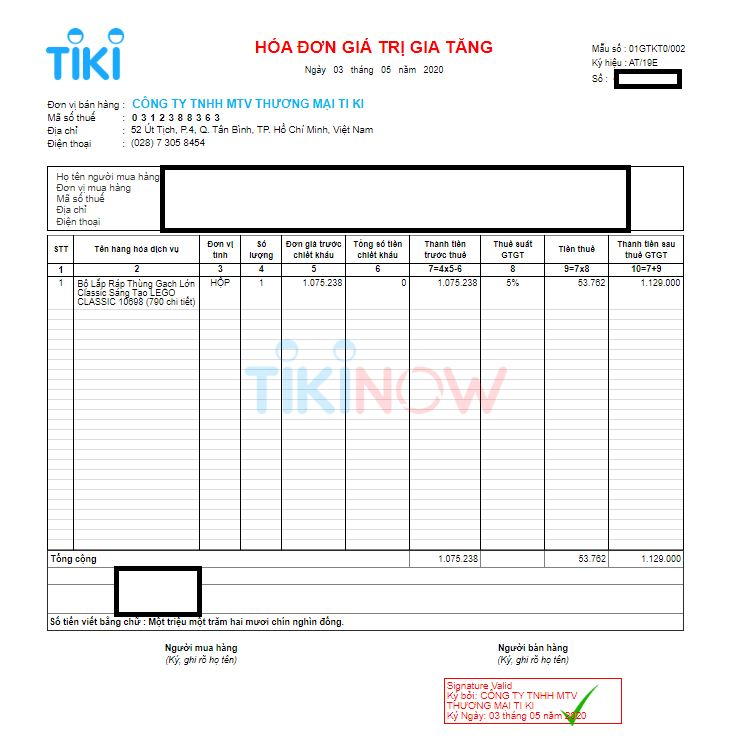 TIKI
HÓA ĐƠN GIÁ TRỊ GIA TĂNG
Ngày 03 tháng 05 năm 2020
Mẫu số : 01GTKT0/002
Ký hiệu : AT/19E
Số :
Đơn vị bán hàng : CÔNG TY TNHH MTV THƯƠNG MẠI TI KI
Mã số thuế : 0 3 1 2 3 8 8 3 6 3
Địa chỉ : 52 Út Tịch, P.4, Q. Tân Bình, TP. Hồ Chí Minh, Việt Nam
Điện thoại : (028) 7 305 8454
Họ tên người mua hàng
Đơn vị mua hàng
Mã số thuế
Địa chỉ
Điện thoại
STT Tên hàng hóa dịch vụ Đơn vị tính Số lượng Đơn giá trước chiết khấu Tổng số tiền chiết khấu Thành tiền trước thuế Thuế suất GTGT Tiền thuế Thành tiền sau thuế GTGT
1 2 3 4 5 6 7=4x5-6 8 9=7x8 10=7+9
1 Bộ Lắp Ráp Thùng Gạch Lớn HỘP 1 1.075.238 0 1.075.238 5% 53.762 1.129.000
Classic Sáng Tạo LEGO
CLASSIC 10698 (790 chi tiết)
TIKINOW
Tổng cộng 1.075.238 53.762 1.129.000
Số tiền viết bằng chữ : Một triệu một trăm hai mươi chín nghìn đồng.
Người mua hàng Người bán hàng
(Ký, ghi rõ họ tên) (Ký, ghi rõ họ tên)
Signature Valid
Ký bởi: CÔNG TY TNHH MTV
THƯƠNG MẠI TI KI
Ký Ngày: 03 tháng 05 năm 2020